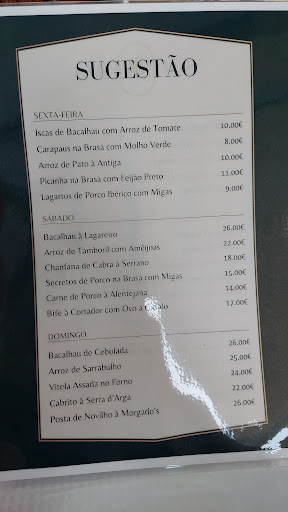 SUGESTÃO
SEXTA-FEIRA
Iscas de Bacalhau com Arroz de Tomate 10.00€
Carapaus na Brasa com Molho Verde 8.00€
Arroz de Pato à Antiga 10.00€
Picanha na Brasa com Feijão Preto 11.00€
Lagartos de Porco Ibérico com Migas 9.00€
SÁBADO
Bacalhau à Lagareiro 26.00€
Arroz de Tamboril com Amêijoas 22.00€
Chanfana de Cabra à Serrano 18.00€
Secretos de Porco na Brasa com Migas 15.00€
Carne de Porco à Alentejana 14.00€
Bife à Cortador com Ovo a 17.00€
DOMINGO
Bacalhau de Cebolada 26.00€
Arroz de Sarrabulho 25.00€
Vitela Assada no Forno 24.00€
Cabrito à Serra d'Arga 22.00€
Posta de Novilho à Morgado's 26.00€